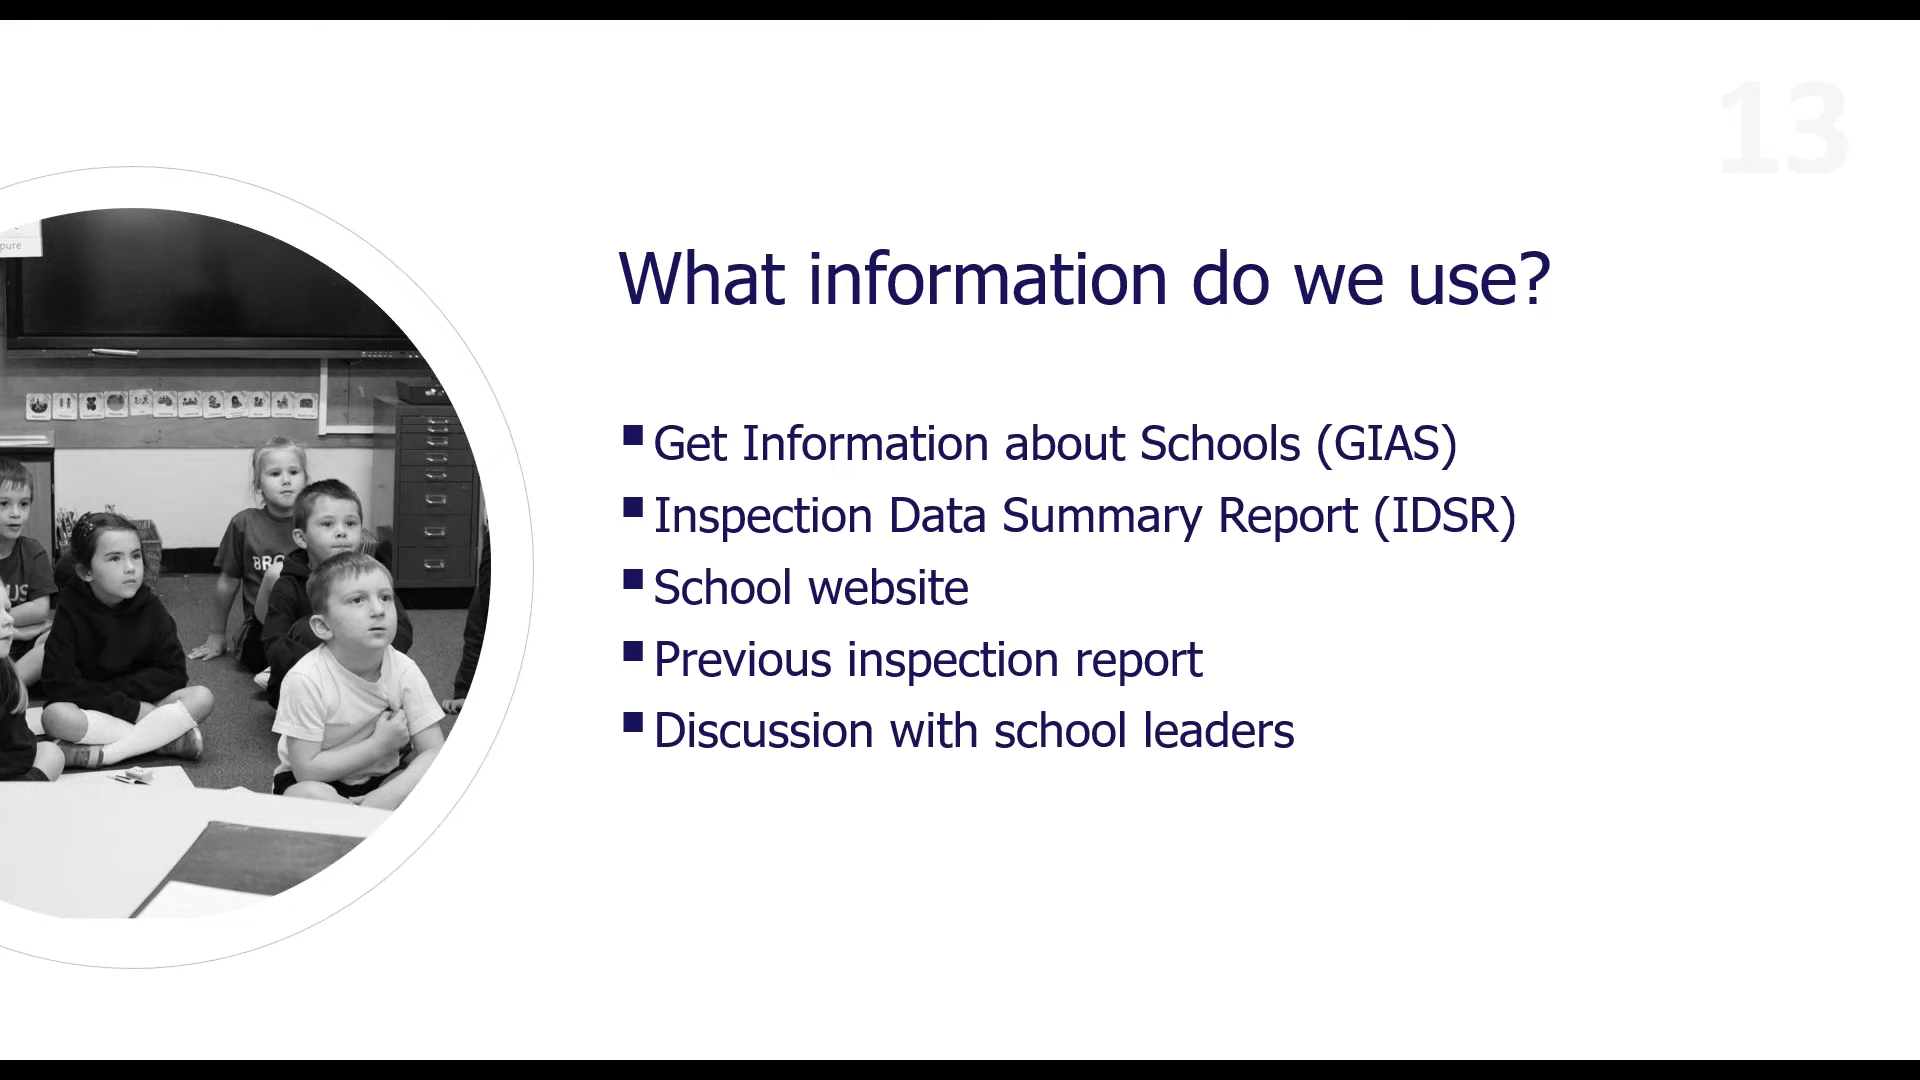 13
pure
What information do we use?
Get Information about Schools (GIAS)
Inspection Data Summary Report (IDSR)
School website
Previous inspection report
Discussion with school leaders